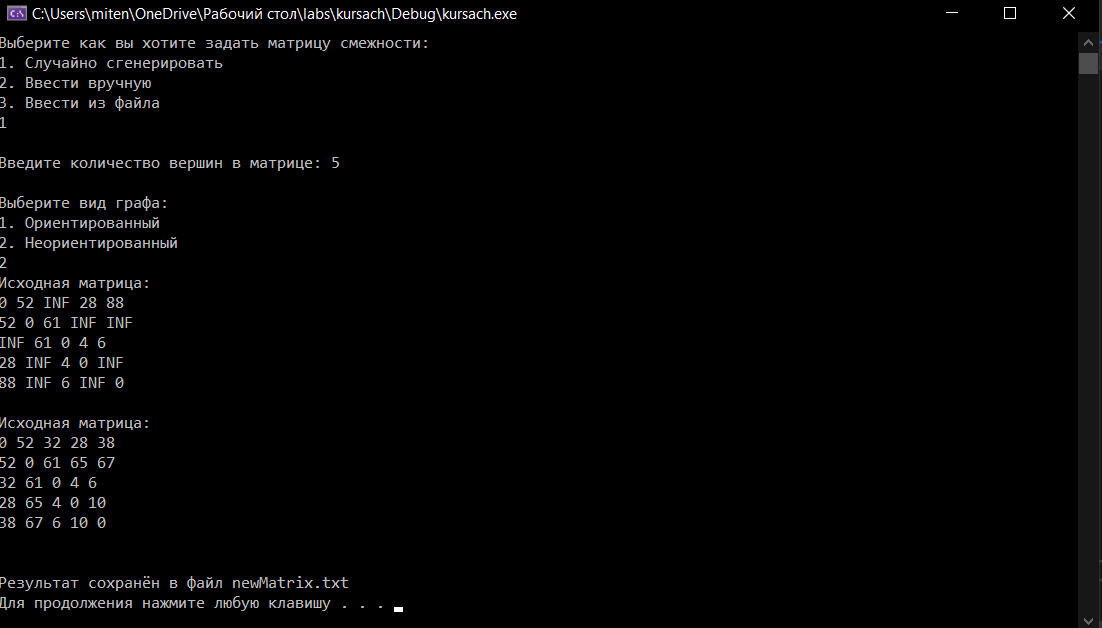 C:\Users\miten\OneDrive\Рабочий стол\labs\kursach\Debug\kursach.exe
Выберите как вы хотите задать матрицу смежности:
1. Случайно сгенерировать
2. Ввести вручную
3. Ввести из файла
1
Введите количество вершин в матрице: 5
Выберите вид графа:
1. Ориентированный
2. Неориентированный
2
Исходная матрица:
0 52 INF 28 88
52 0 61 INF INF
INF 61 0 4 6
28 INF 4 0 INF
88 INF 6 INF 0
Исходная матрица:
0 52 32 28 38
52 0 61 65 67
32 61 0 4 6
28 65 4 0 10
38 67 6 10 0
Результат сохранён в файл newMatrix.txt
Для продолжения нажмите любую клавишу . . .